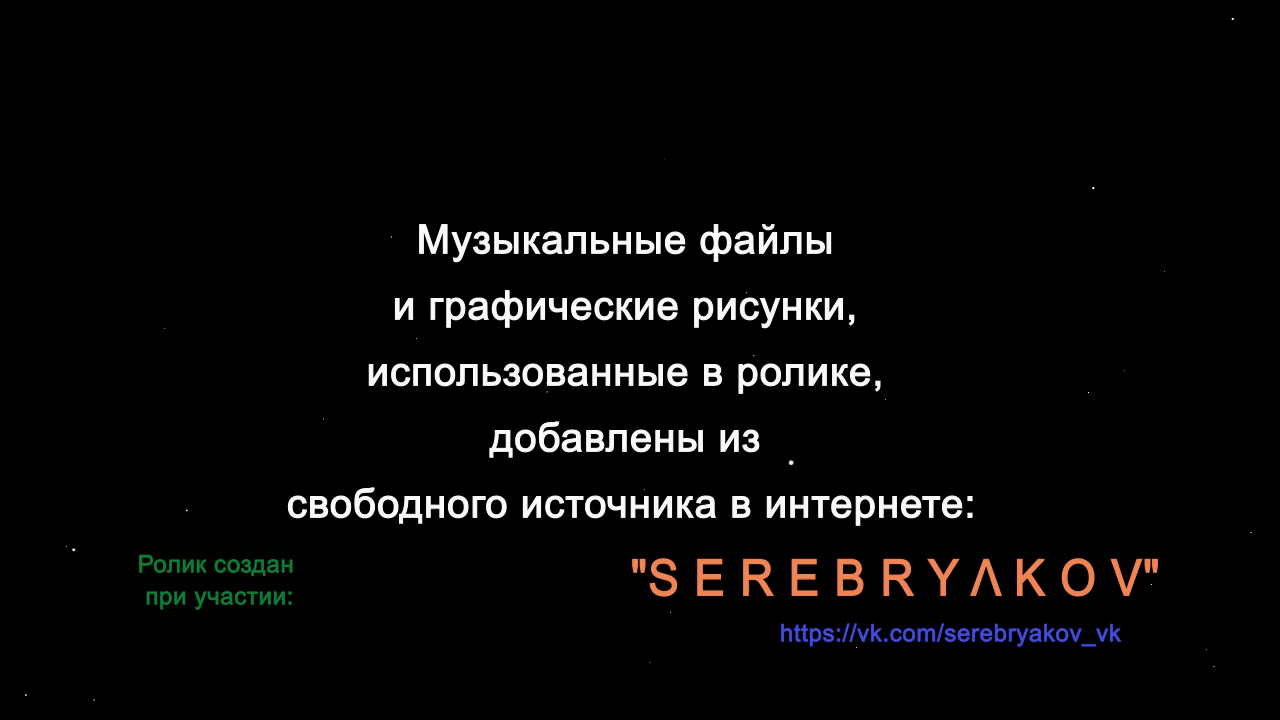 Музыкальные файлы
и графические рисунки,
использованные в ролике,
добавлены из
свободного источника в интернете:
Ролик создан
при участии:
"S E R E B R Y Λ K O V"
https://vk.com/serebryakov_vk